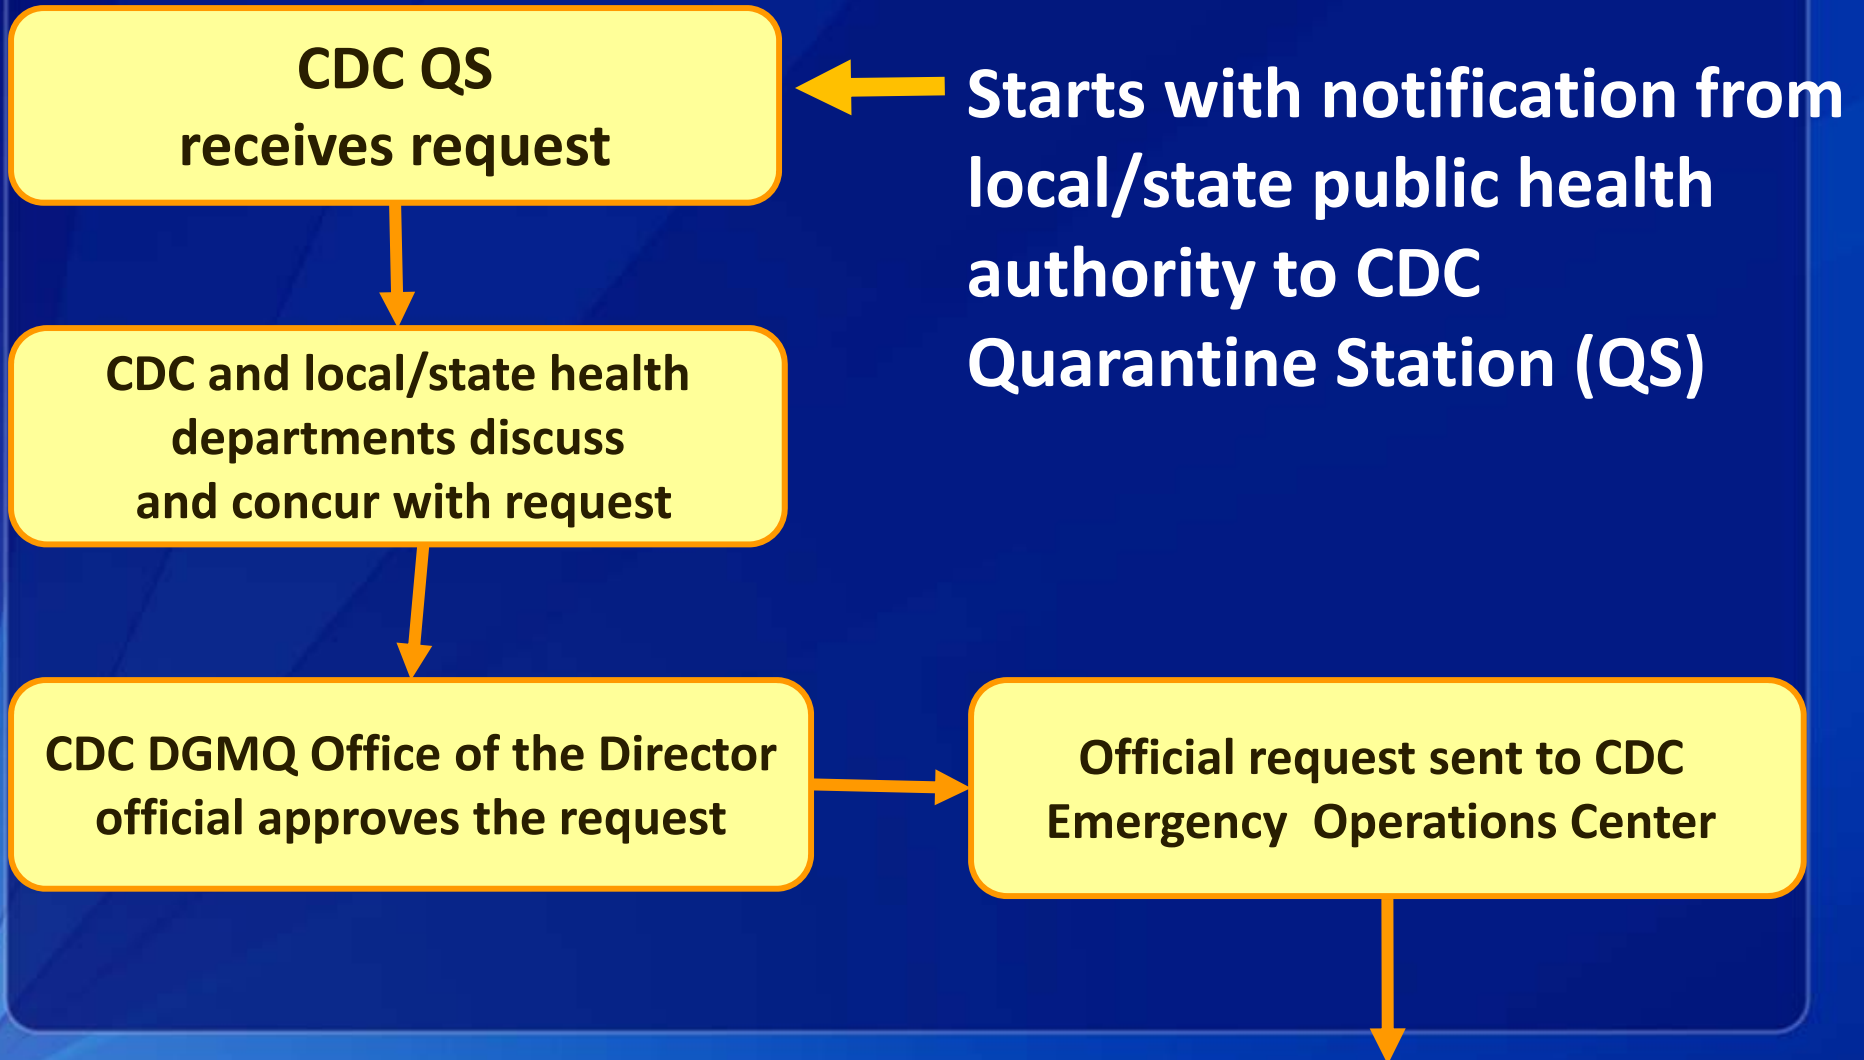 CDC QS
receives request
Starts with notification from
local/state public health
authority to CDC
Quarantine Station (QS)
CDC and local/state health
departments discuss
and concur with request
CDC DGMQ Office of the Director
official approves the request
Official request sent to CDC
Emergency  Operations Center